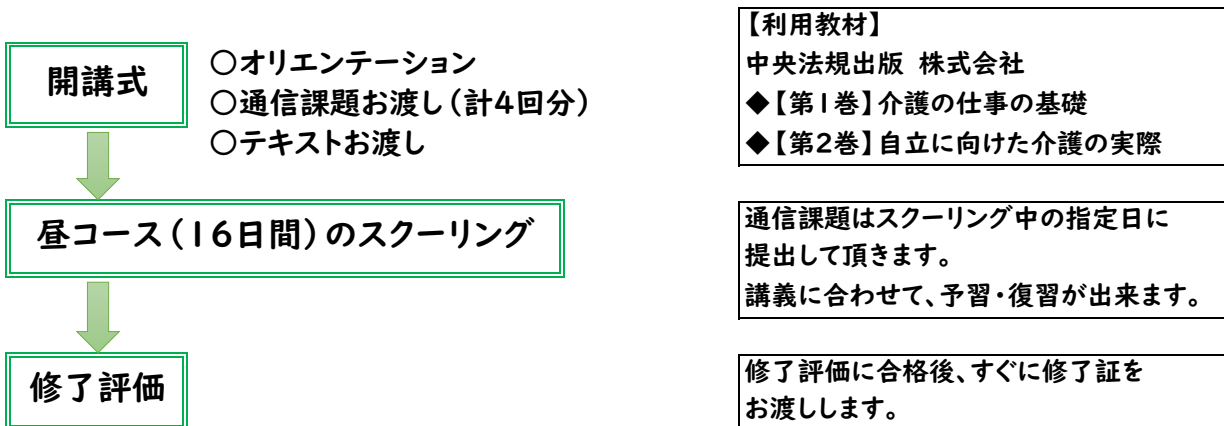 開講式
○オリエンテーション
○通信課題お渡し(計4回分)
○テキストお渡し
【利用教材】
中央法規出版 株式会社
◆【第1巻】介護の仕事の基礎
◆【第2巻】自立に向けた介護の実際
昼コース(16日間)のスクーリング
通信課題はスクーリング中の指定日に
提出して頂きます。
講義に合わせて、予習・復習が出来ます。
修了評価
修了評価に合格後、すぐに修了証を
お渡しします。